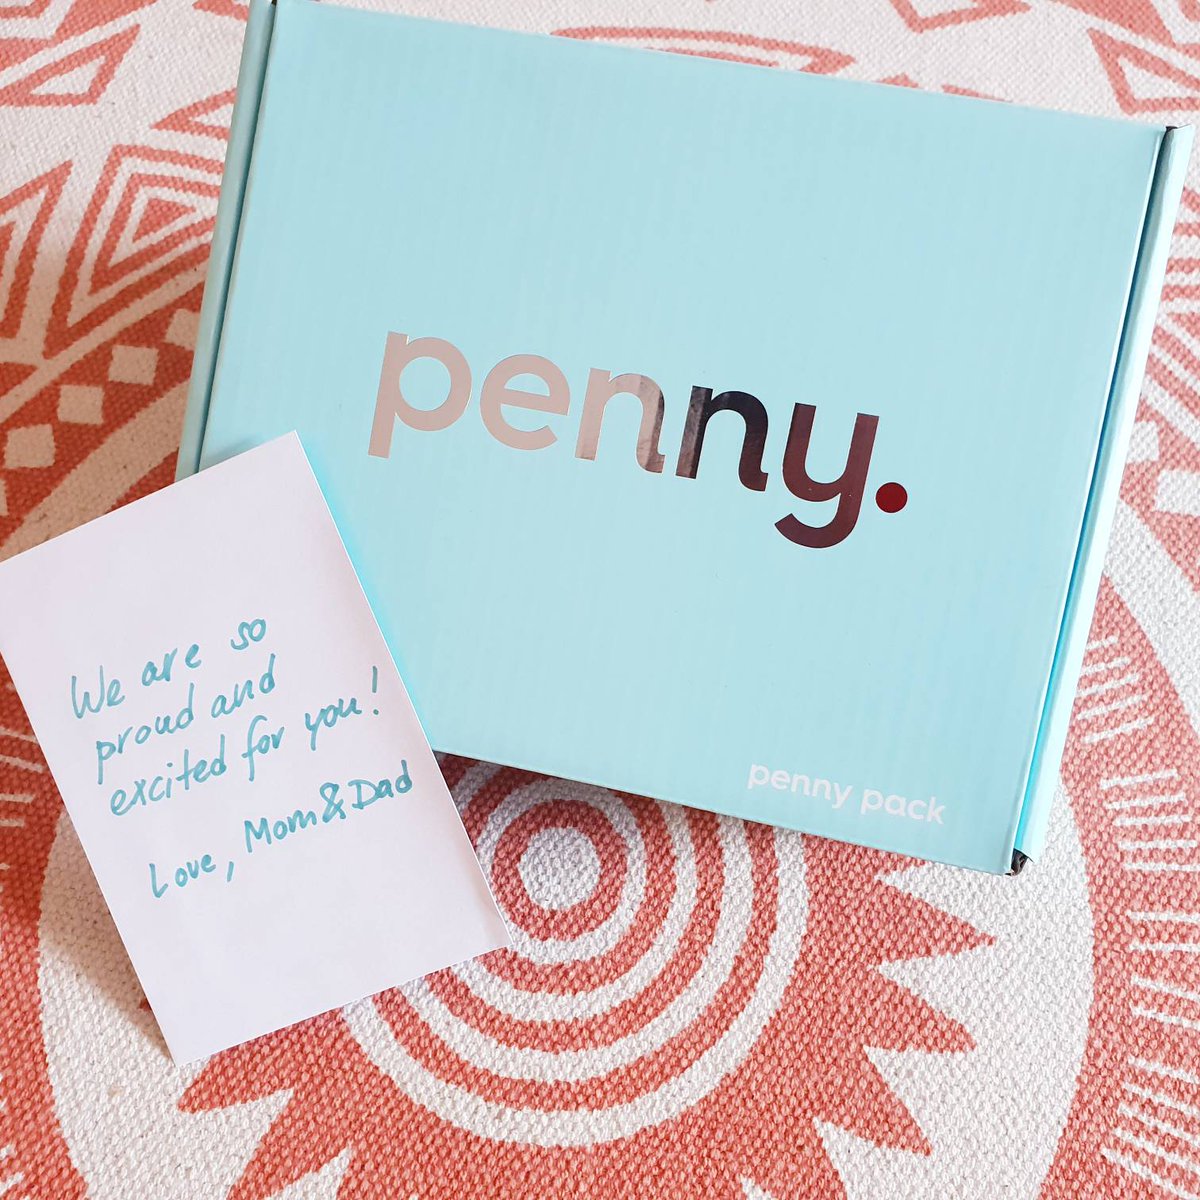 penny.
penny pack
We are so
proud and
excited for you!
Love, Mom & Dad